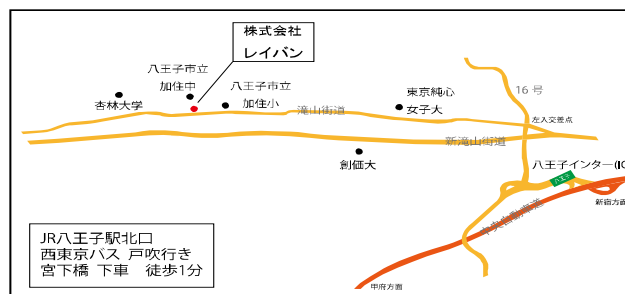 株式会社
レイバン
八王子市立
加住中
八王子市立
加住小
杏林大学
東京純心
女子大
16号
滝山街道
左入交差点
新滝山街道
創価大
八王子インター(IC
八王子
新宿方面
中央自動車道
甲府方面
JR八王子駅北口
西東京バス 戸吹行き
宮下橋 下車 徒歩1分